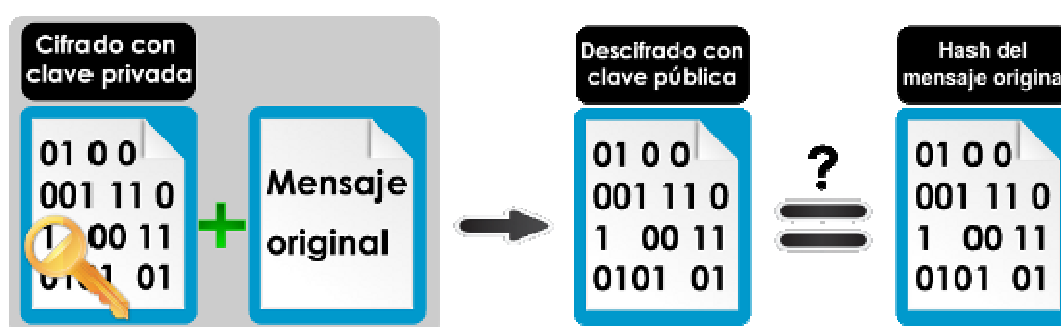 Cifrado con
clave privada
01 0 0
001 11 0
1 00 11
0101 01
+
Mensaje
original
Descifrado con
clave pública
01 0 0
001 11 0
1 00 11
0101 01
?
=
Hash del
mensaje origina
01 0 0
001 11 0
1 00 11
0101 01